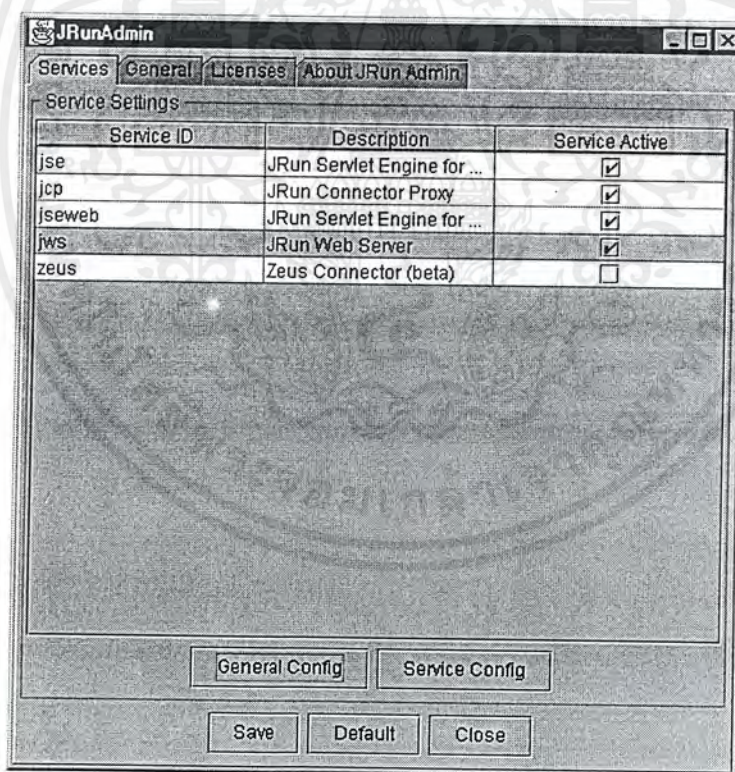 JRunAdmin
Services General Licenses About JRun Admin
Service Settings
Service ID Description Service Active
jse JRun Servlet Engine for ...
jcp JRun Connector Proxy
jseweb JRun Servlet Engine for ...
jws JRun Web Server
zeus Zeus Connector (beta)
General Config Service Config
Save Default Close